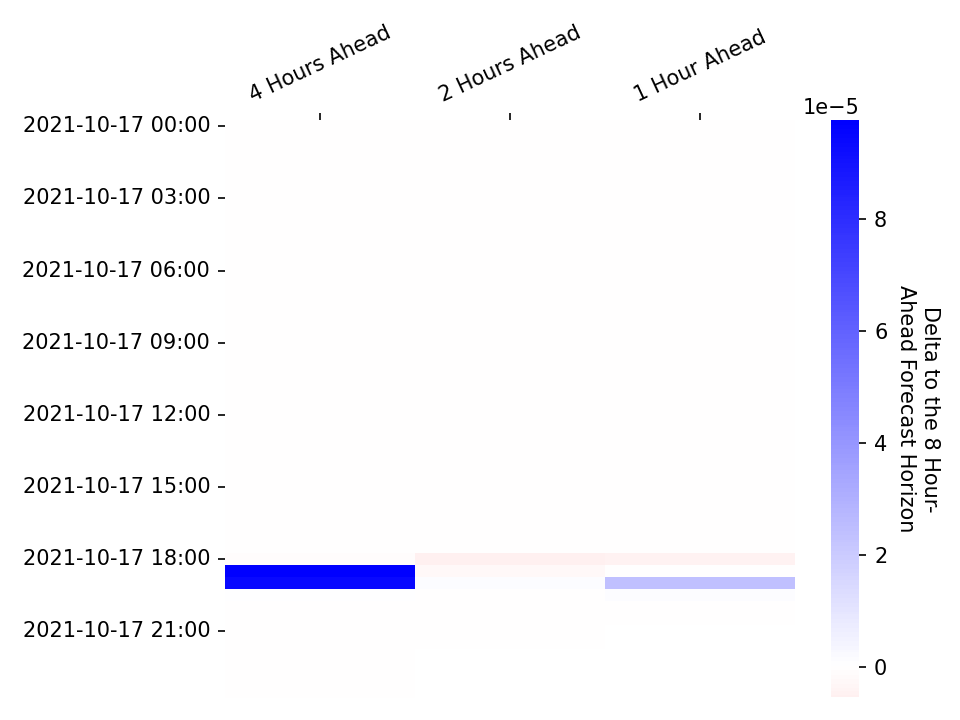 4 Hours Ahead
2 Hours Ahead
1 Hour Ahead
1e−5
2021-10-17 00:00
2021-10-17 03:00
2021-10-17 06:00
2021-10-17 09:00
2021-10-17 12:00
2021-10-17 15:00
2021-10-17 18:00
2021-10-17 21:00
8
6
4
2
0
Delta to the 8 Hour-
Ahead Forecast Horizon